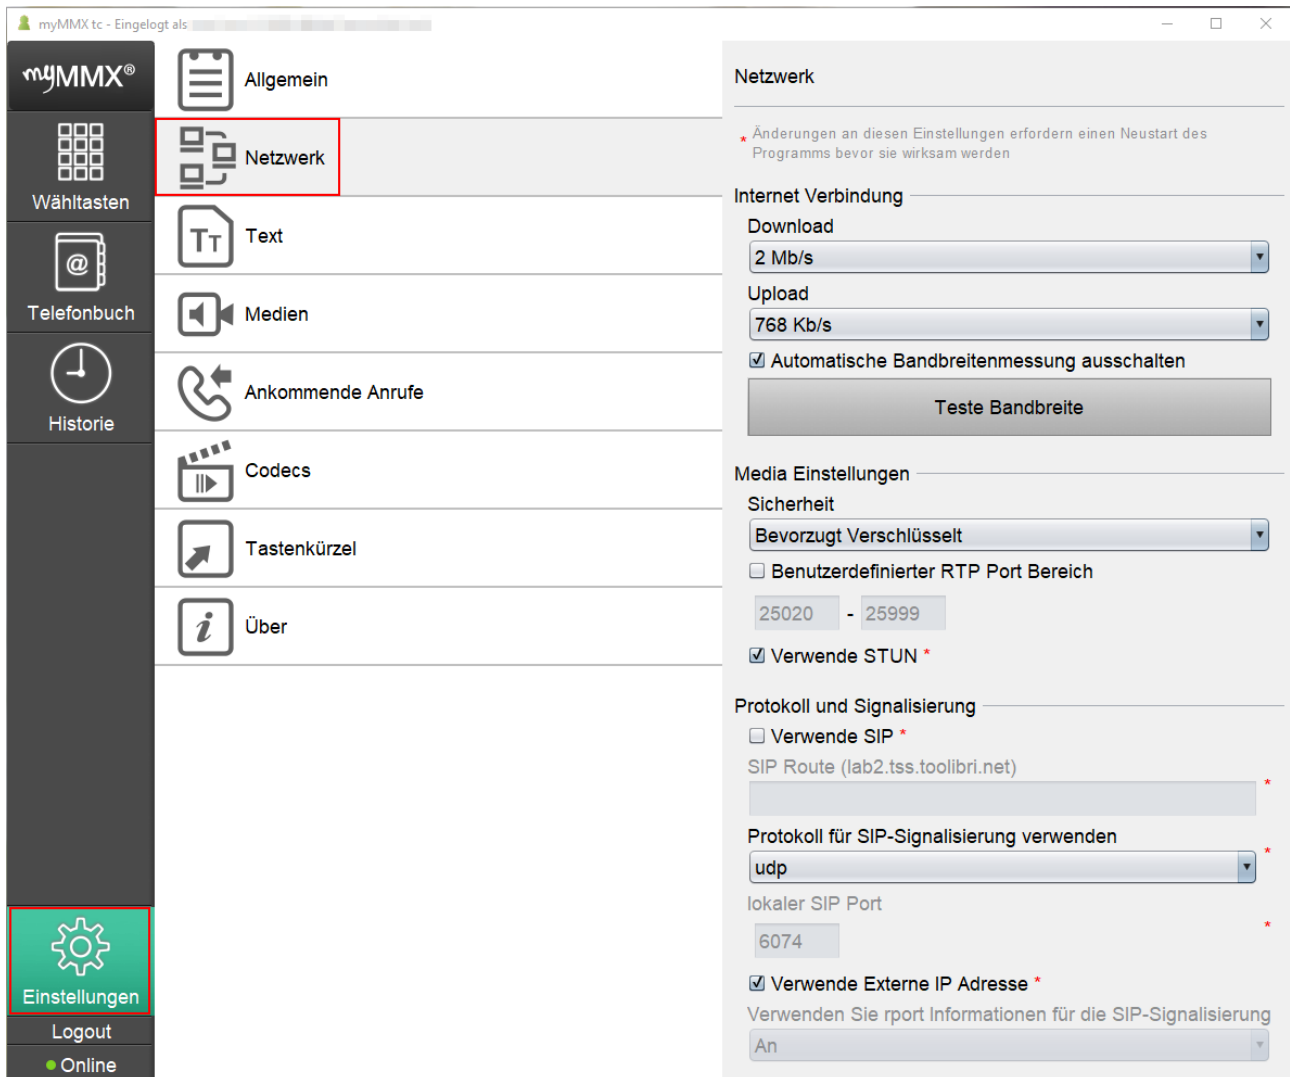 myMMX tc - Eingelogt als
myMMX®
Wähltasten
@
Telefonbuch
Historie
Einstellungen
Logout
Online
Allgemein
Netzwerk
TT
Text
Medien
Ankommende Anrufe
Codecs
Tastenkürzel
i
Über
Netzwerk
* Änderungen an diesen Einstellungen erfordern einen Neustart des
Programms bevor sie wirksam werden
Internet Verbindung
Download
2 Mb/s
Upload
768 Kb/s
Automatische Bandbreitenmessung ausschalten
Teste Bandbreite
Media Einstellungen
Sicherheit
Bevorzugt Verschlüsselt
Benutzerdefinierter RTP Port Bereich
25020 - 25999
Verwende STUN *
Protokoll und Signalisierung
Verwende SIP *
SIP Route (lab2.tss.toolibri.net)
*
Protokoll für SIP-Signalisierung verwenden
udp *
lokaler SIP Port
6074 *
Verwende Externe IP Adresse *
Verwenden Sie rport Informationen für die SIP-Signalisierung
An